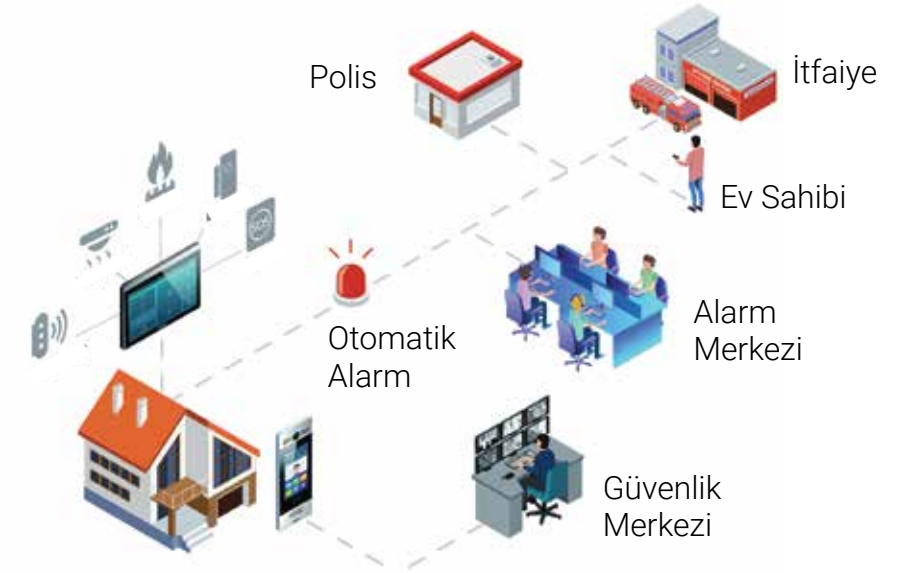 Polis
İtfaiye
Ev Sahibi
Otomatik
Alarm
Alarm
Merkezi
Güvenlik
Merkezi